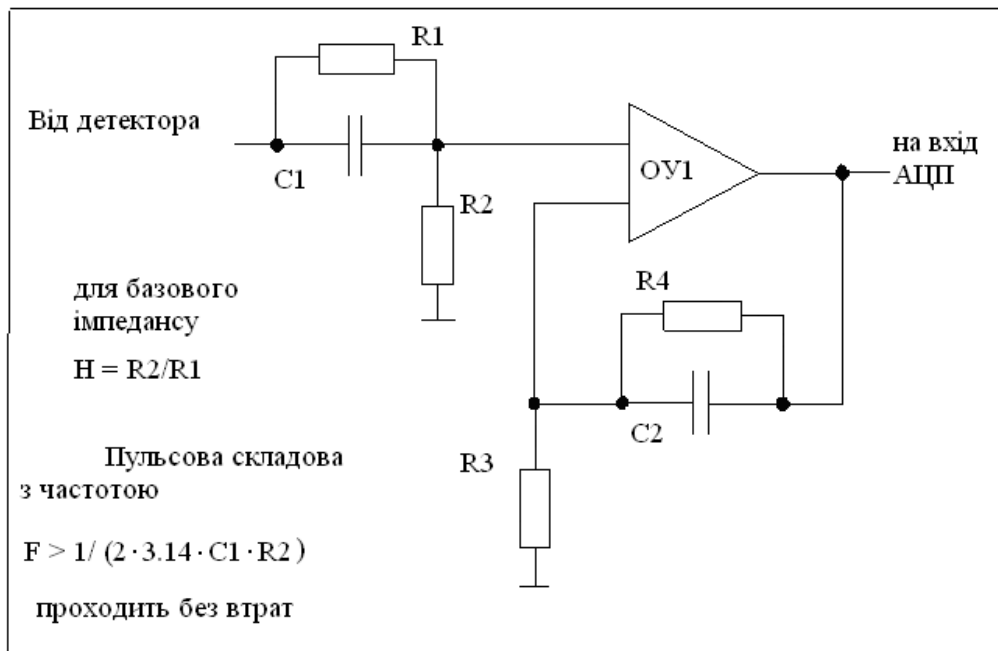 R1
Від детектора
C1
R2
ОУ1
на вхід
АЦП
для базового
імпедансу
H = R2/R1
R4
C2
R3
Пульсова складова
з частотою
F > 1/ (2 · 3.14 · C1 · R2 )
проходить без втрат